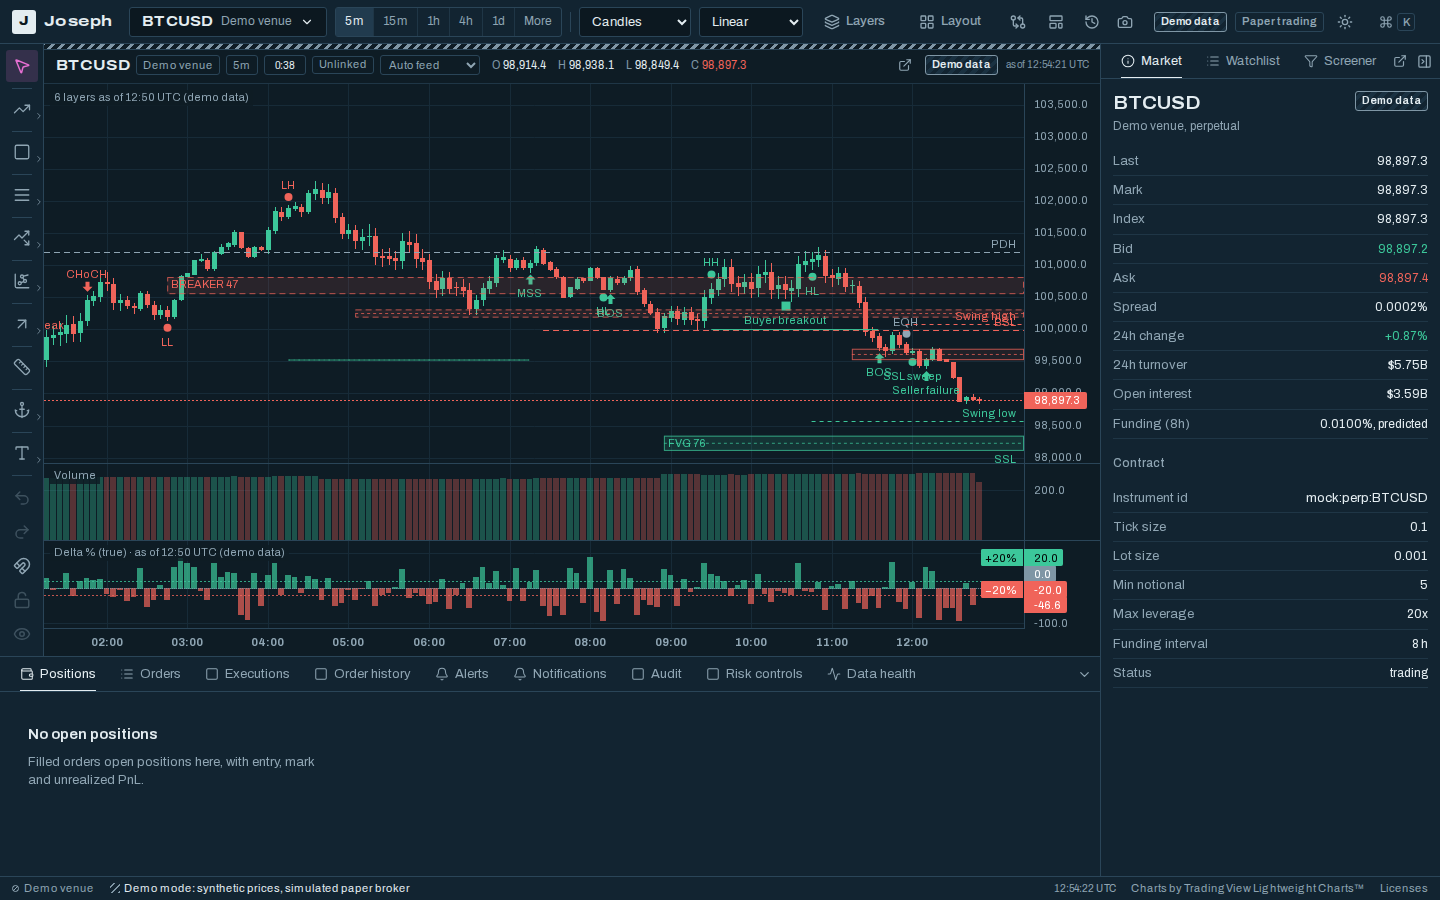 J Joseph BTCUSD Demo venue 5m 15m 1h 4h 1d More Candles Linear Layers Layout Demo data Paper trading ⌘ K
BTCUSD Demo venue 5m 0:38 Unlinked Auto feed O 98,914.4 H 98,938.1 L 98,849.4 C 98,897.3 Demo data as of 12:54:21 UTC
6 layers as of 12:50 UTC (demo data)
103,500.0
103,000.0
102,500.0
LH
102,000.0
101,500.0
PDH
HH
101,000.0
CHoCH
BREAKER 47
MSS
HL
100,500.0
BOS
Swing high
BSL
Buyer breakout
EQH
100,000.0
LL
99,500.0
BOS
SSL sweep
Seller failure
99,000.0
98,897.3
Swing low
98,500.0
FVG 76
98,000.0
SSL
Volume
200.0
Delta % (true) · as of 12:50 UTC (demo data)
+20% 20.0
0.0
−20% -20.0
-46.6
-100.0
02:00 03:00 04:00 05:00 06:00 07:00 08:00 09:00 10:00 11:00 12:00
Market Watchlist Screener
BTCUSD Demo data
Demo venue, perpetual
Last 98,897.3
Mark 98,897.3
Index 98,897.3
Bid 98,897.2
Ask 98,897.4
Spread 0.0002%
24h change +0.87%
24h turnover $5.75B
Open interest $3.59B
Funding (8h) 0.0100%, predicted
Contract
Instrument id mock:perp:BTCUSD
Tick size 0.1
Lot size 0.001
Min notional 5
Max leverage 20x
Funding interval 8 h
Status trading
Positions Orders Executions Order history Alerts Notifications Audit Risk controls Data health
No open positions
Filled orders open positions here, with entry, mark
and unrealized PnL.
Demo venue Demo mode: synthetic prices, simulated paper broker 12:54:22 UTC Charts by TradingView Lightweight Charts™ Licenses